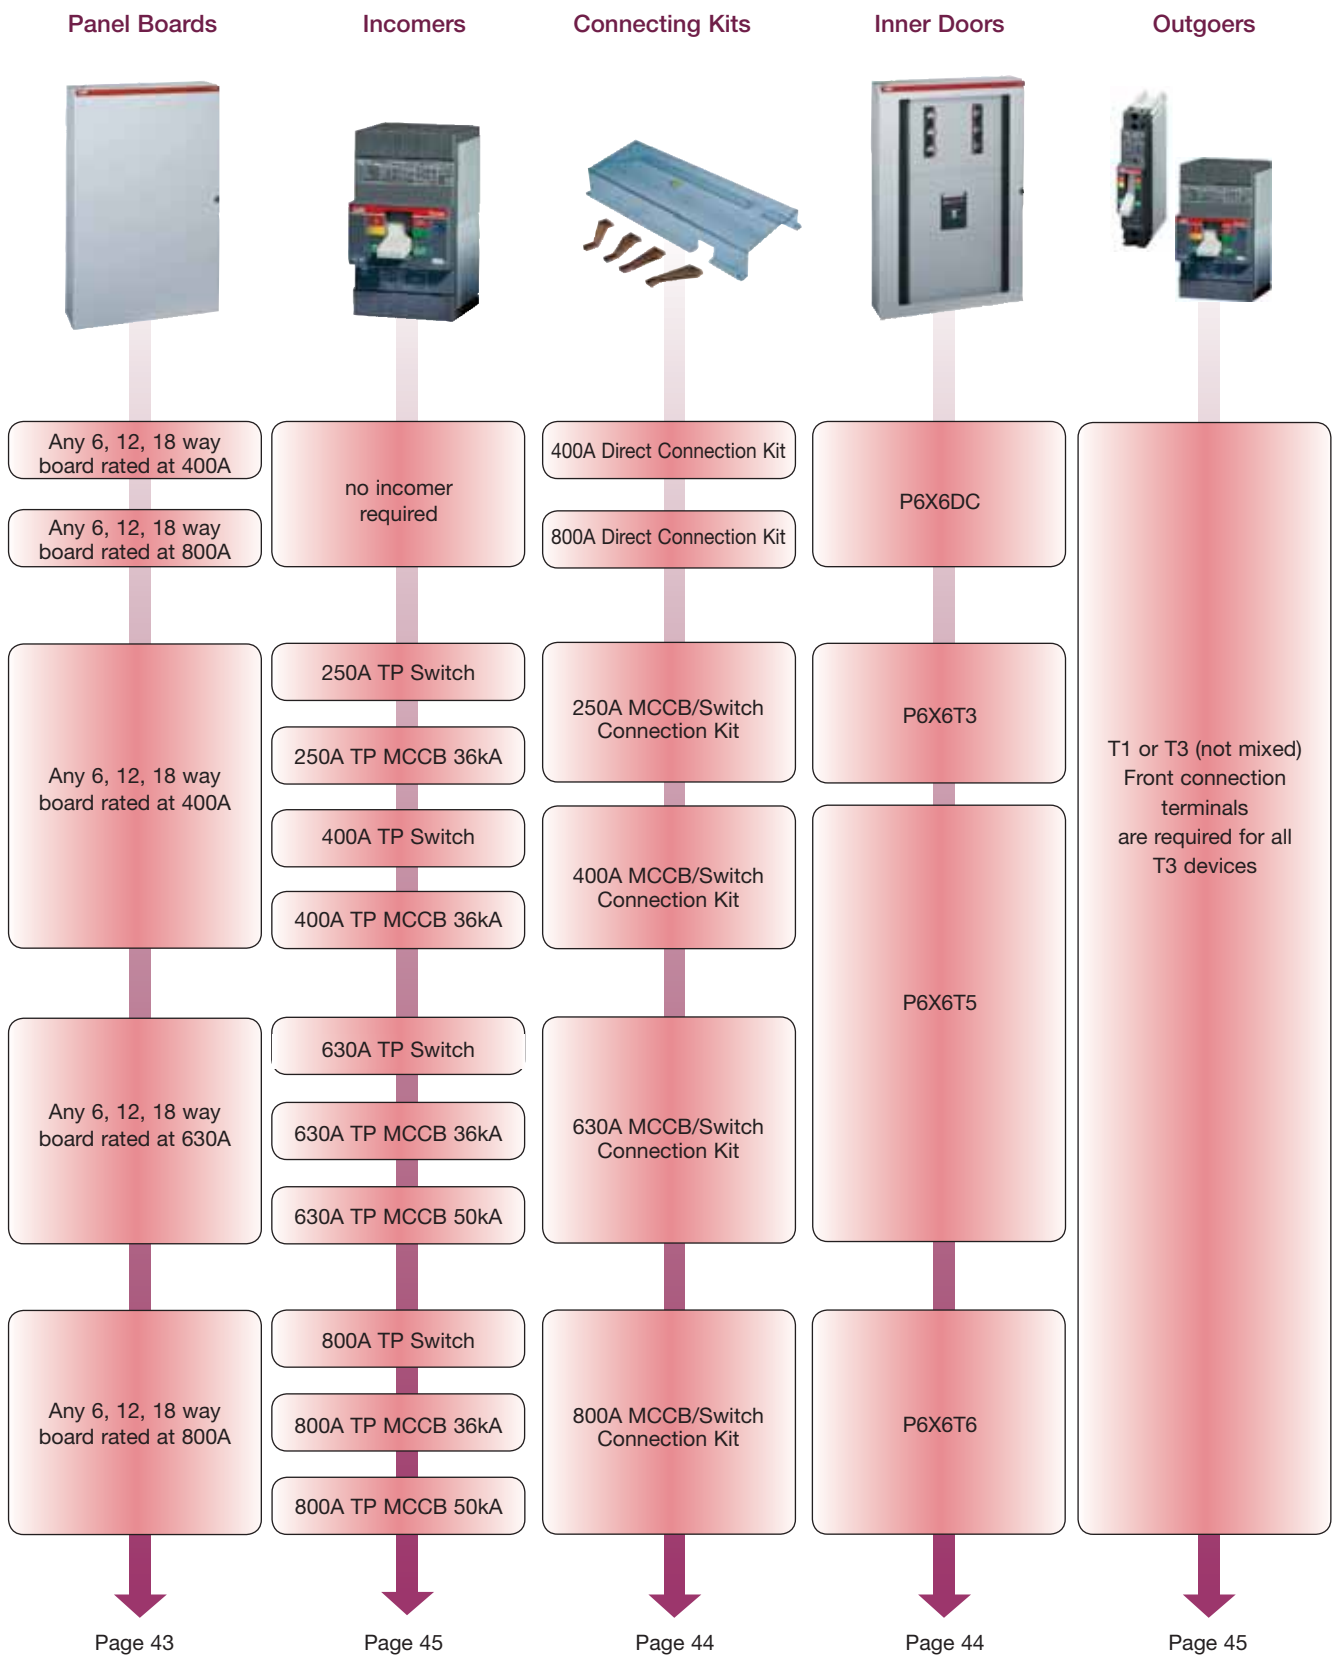 Panel Boards
Incomers
Connecting Kits
Inner Doors
Outgoers
Any 6, 12, 18 way
board rated at 400A
Any 6, 12, 18 way
board rated at 800A
no incomer
required
400A Direct Connection Kit
800A Direct Connection Kit
P6X6DC
Any 6, 12, 18 way
board rated at 400A
250A TP Switch
250A TP MCCB 36kA
400A TP Switch
400A TP MCCB 36kA
250A MCCB/Switch
Connection Kit
400A MCCB/Switch
Connection Kit
P6X6T3
P6X6T5
T1 or T3 (not mixed)
Front connection
terminals
are required for all
T3 devices
Any 6, 12, 18 way
board rated at 630A
630A TP Switch
630A TP MCCB 36kA
630A TP MCCB 50kA
630A MCCB/Switch
Connection Kit
Any 6, 12, 18 way
board rated at 800A
800A TP Switch
800A TP MCCB 36kA
800A TP MCCB 50kA
800A MCCB/Switch
Connection Kit
P6X6T6
Page 43
Page 45
Page 44
Page 44
Page 45